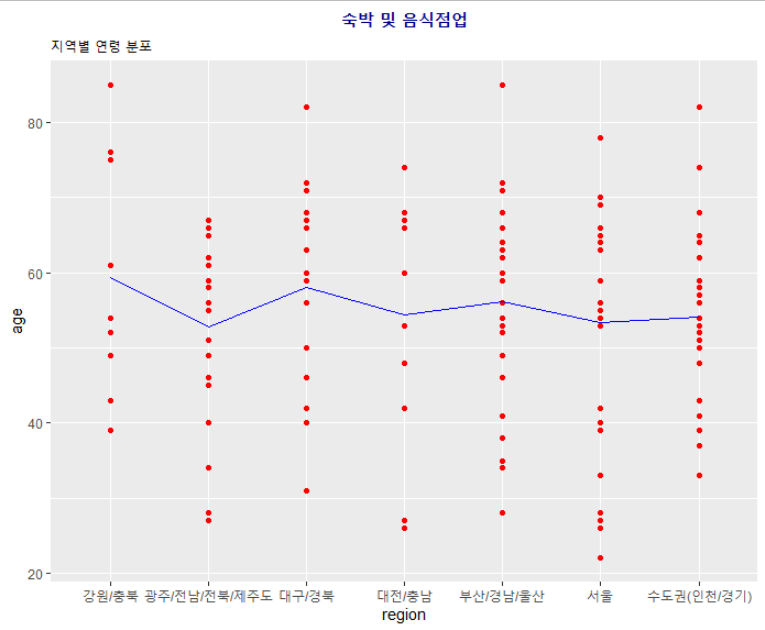 숙박 및 음식점업
지역별 연령 분포
80
60
40
20
age
강원/충북 광주/전남/전북/제주도 대구/경북 대전/충남 부산/경남/울산 서울 수도권(인천/경기)
region